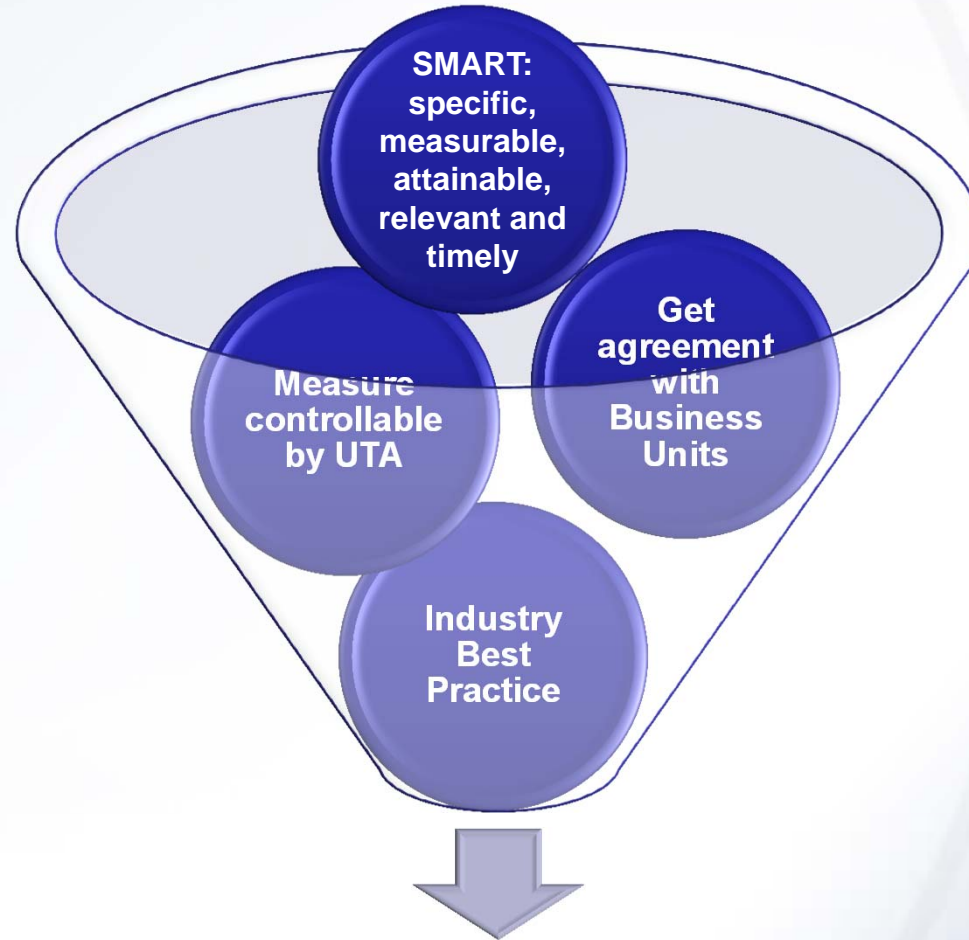 SMART:
specific,
measurable,
attainable,
relevant and
timely
Get
agreement
with
Business
Units
Measure
controllable
by UTA
Industry
Best
Practice